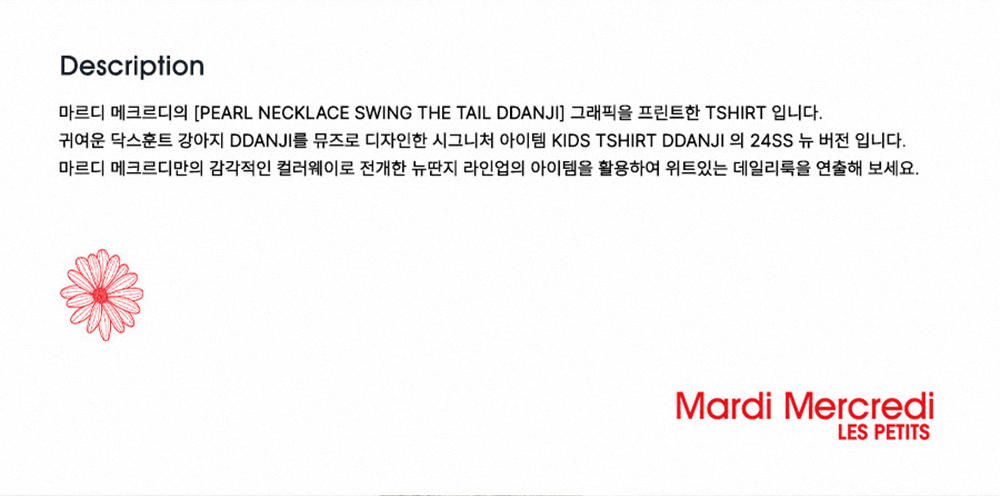 Description
마르디 메크르디의 [PEARL NECKLACE SWING THE TAIL DDANJI] 그래픽을 프린트한 TSHIRT 입니다.
귀여운 닥스훈트 강아지 DDANJI를 뮤즈로 디자인한 시그니처 아이템 KIDS TSHIRT DDANJI 의 24SS 뉴 버전 입니다.
마르디 메크르디만의 감각적인 컬러웨이로 전개한 뉴딴지 라인업의 아이템을 활용하여 위트있는 데일리룩을 연출해 보세요.
Mardi Mercredi
LES PETITS